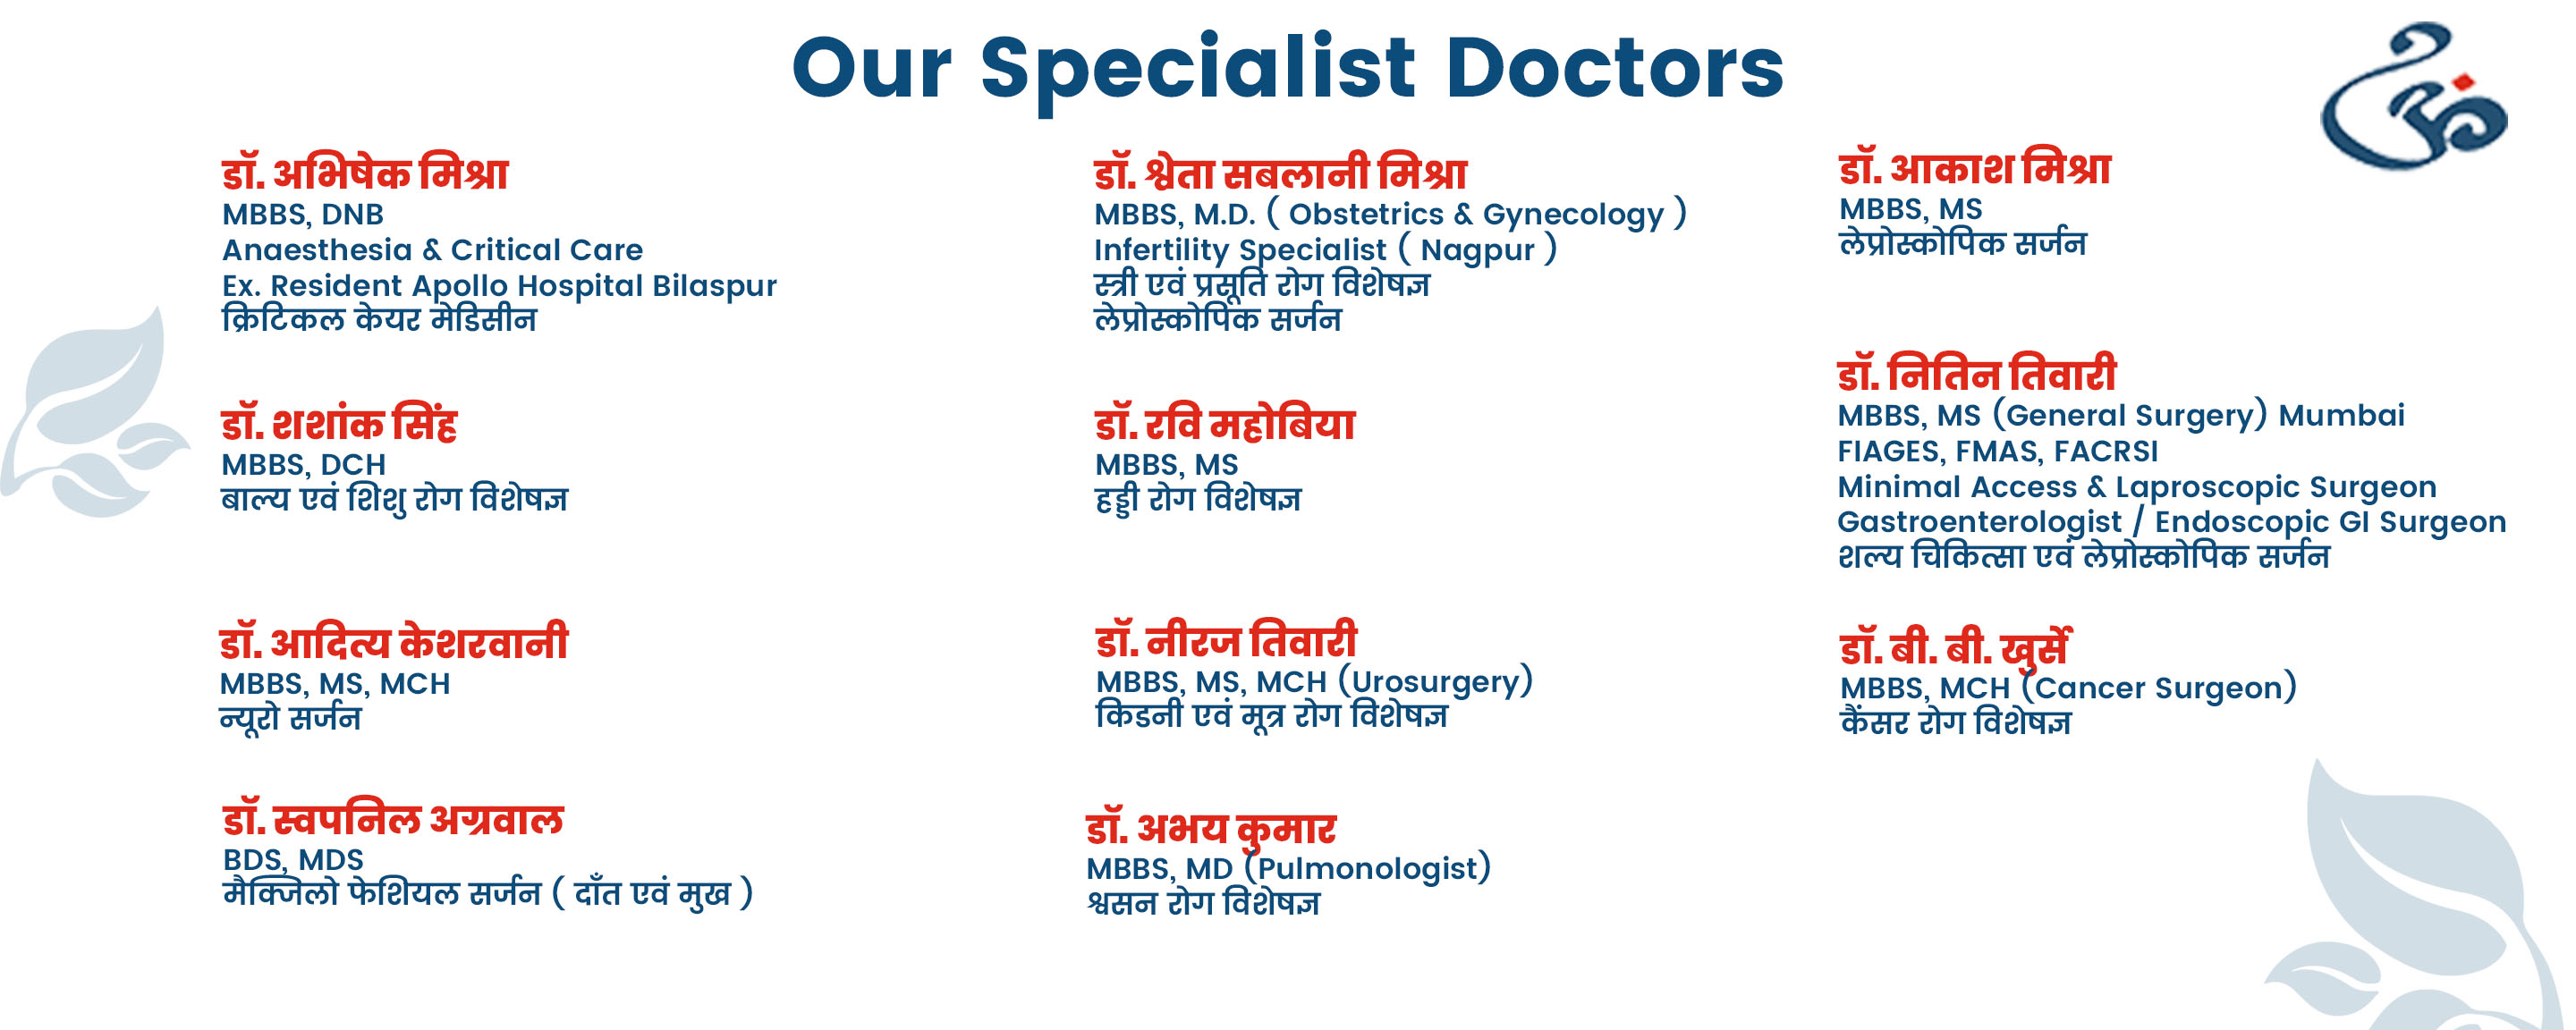 Our Specialist Doctors
डॉ. अभिषेक मिश्रा
MBBS, DNB
Anaesthesia & Critical Care
Ex. Resident Apollo Hospital Bilaspur
क्रिटिकल केयर मेडिसीन
डॉ. श्वेता सबलानी मिश्रा
MBBS, M.D. ( Obstetrics & Gynecology )
Infertility Specialist ( Nagpur )
स्त्री एवं प्रसूति रोग विशेषज्ञ
लेप्रोस्कोपिक सर्जन
डॉ. आकाश मिश्रा
MBBS, MS
लेप्रोस्कोपिक सर्जन
डॉ. शशांक सिंह
MBBS, DCH
बाल्य एवं शिशु रोग विशेषज्ञ
डॉ. रवि महोबिया
MBBS, MS
हड्डी रोग विशेषज्ञ
डॉ. नितिन तिवारी
MBBS, MS (General Surgery) Mumbai
FIAGES, FMAS, FACRSI
Minimal Access & Laproscopic Surgeon
Gastroenterologist / Endoscopic GI Surgeon
शल्य चिकित्सा एवं लेप्रोस्कोपिक सर्जन
डॉ. आदित्य केशरवानी
MBBS, MS, MCH
न्यूरो सर्जन
डॉ. नीरज तिवारी
MBBS, MS, MCH (Urosurgery)
किडनी एवं मूत्र रोग विशेषज्ञ
डॉ. बी. बी. खुर्से
MBBS, MCH (Cancer Surgeon)
कैंसर रोग विशेषज्ञ
डॉ. स्वपनिल अग्रवाल
BDS, MDS
मैक्जिलो फेशियल सर्जन ( दाँत एवं मुख )
डॉ. अभय कुमार
MBBS, MD (Pulmonologist)
श्वसन रोग विशेषज्ञ